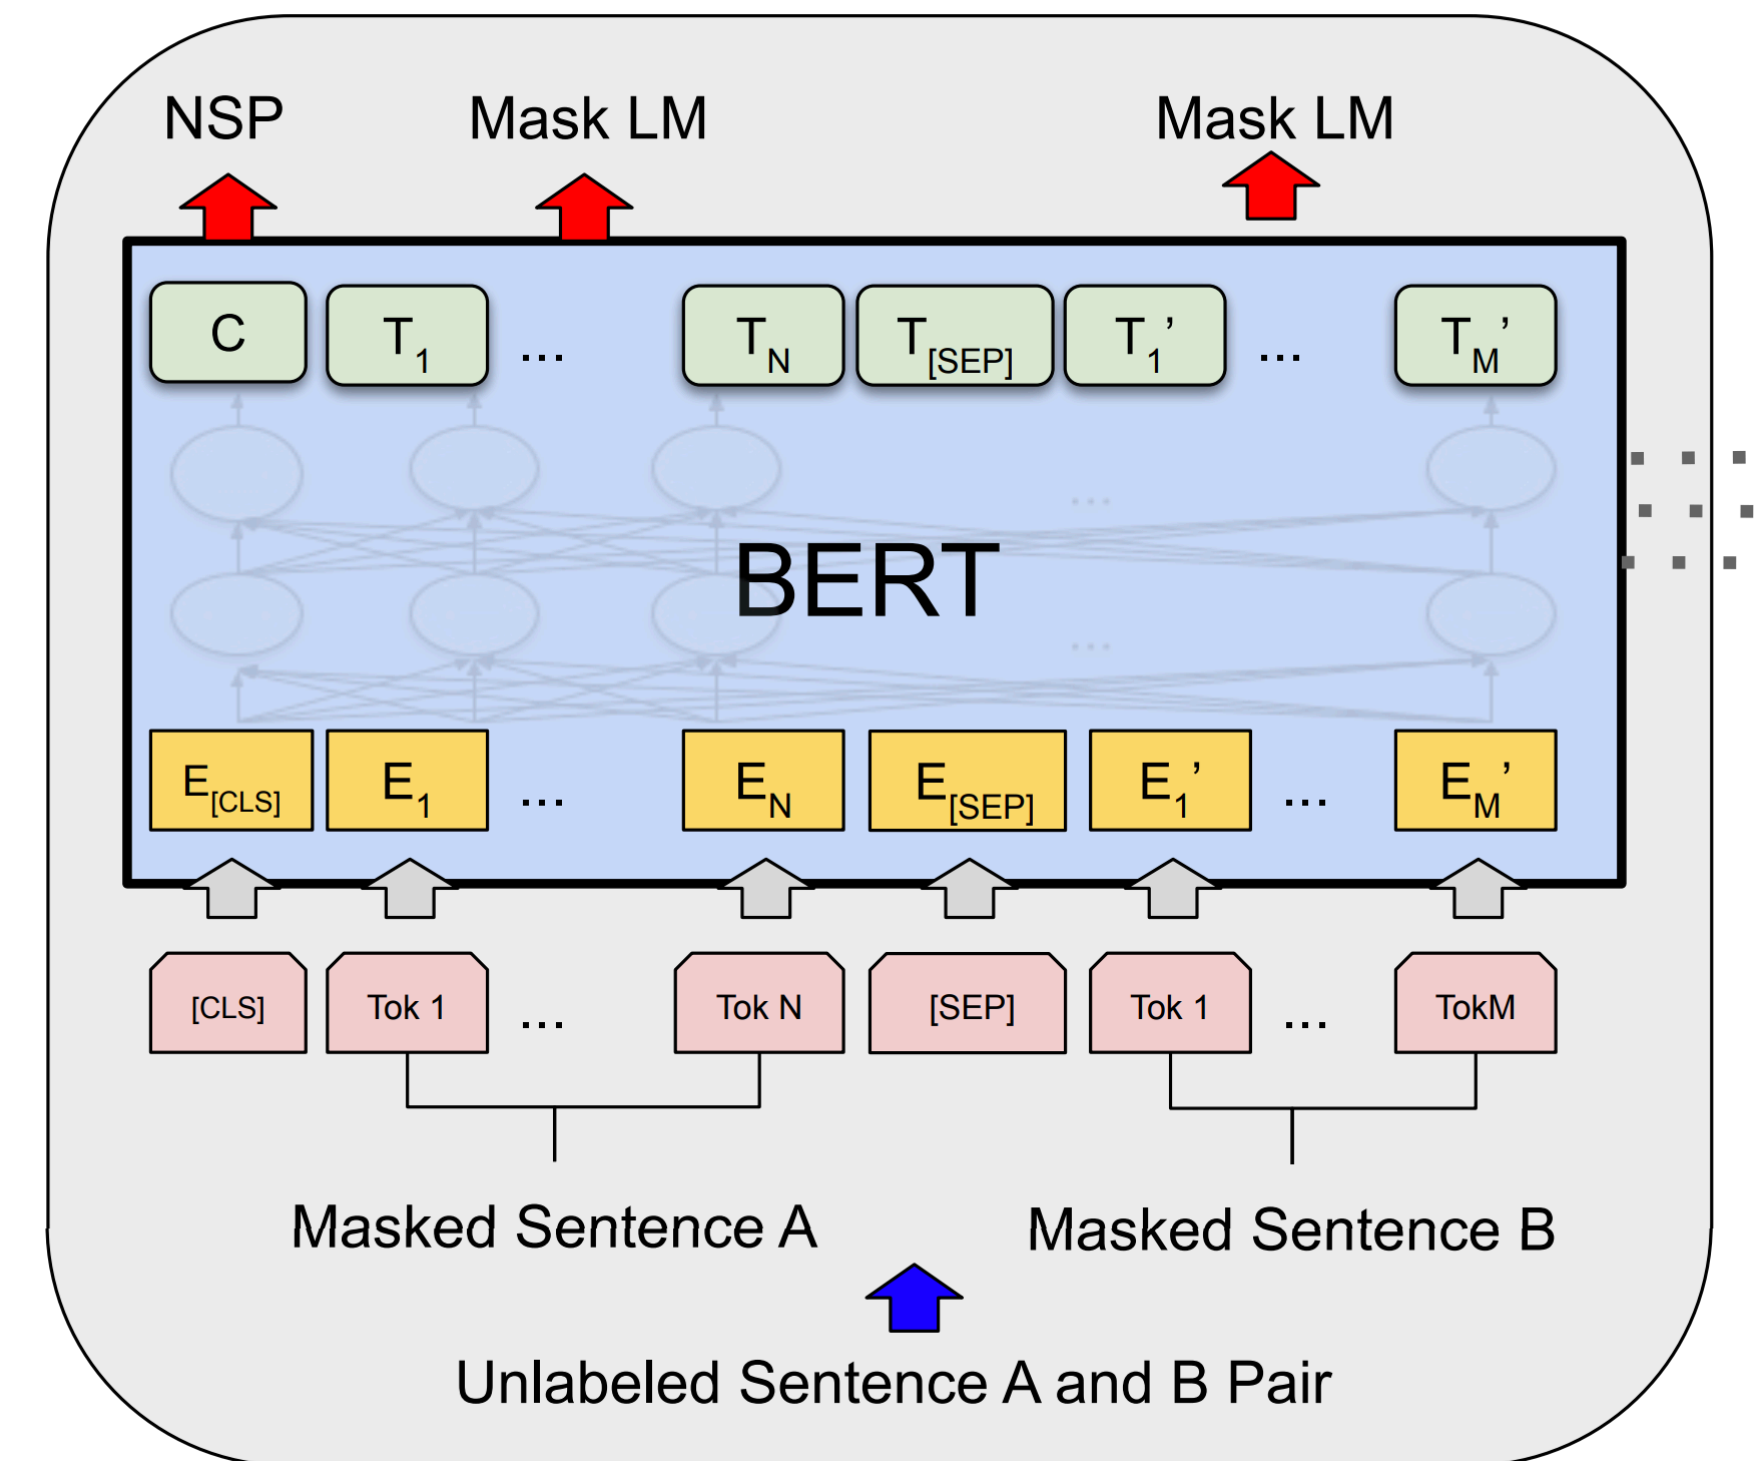 NSP Mask LM Mask LM
C T1 ... TN T[SEP] T1’ ... TM’
...
BERT
...
E[CLS] E1 ... EN E[SEP] E1’ ... EM’
[CLS] Tok 1 ... Tok N [SEP] Tok 1 ... TokM
Masked Sentence A Masked Sentence B
Unlabeled Sentence A and B Pair